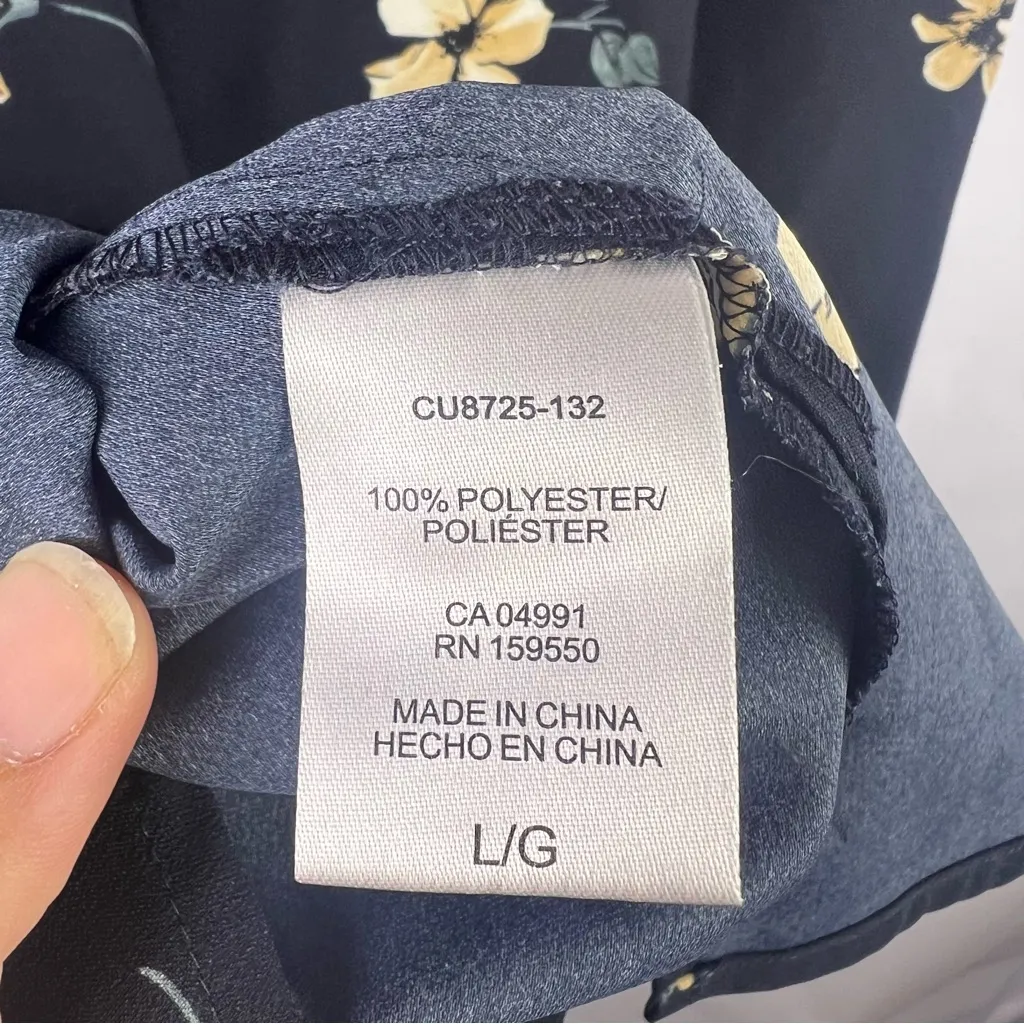 CU8725-132
100% POLYESTER/
POLIÉSTER
CA 04991
RN 159550
MADE IN CHINA
HECHO EN CHINA
L/G